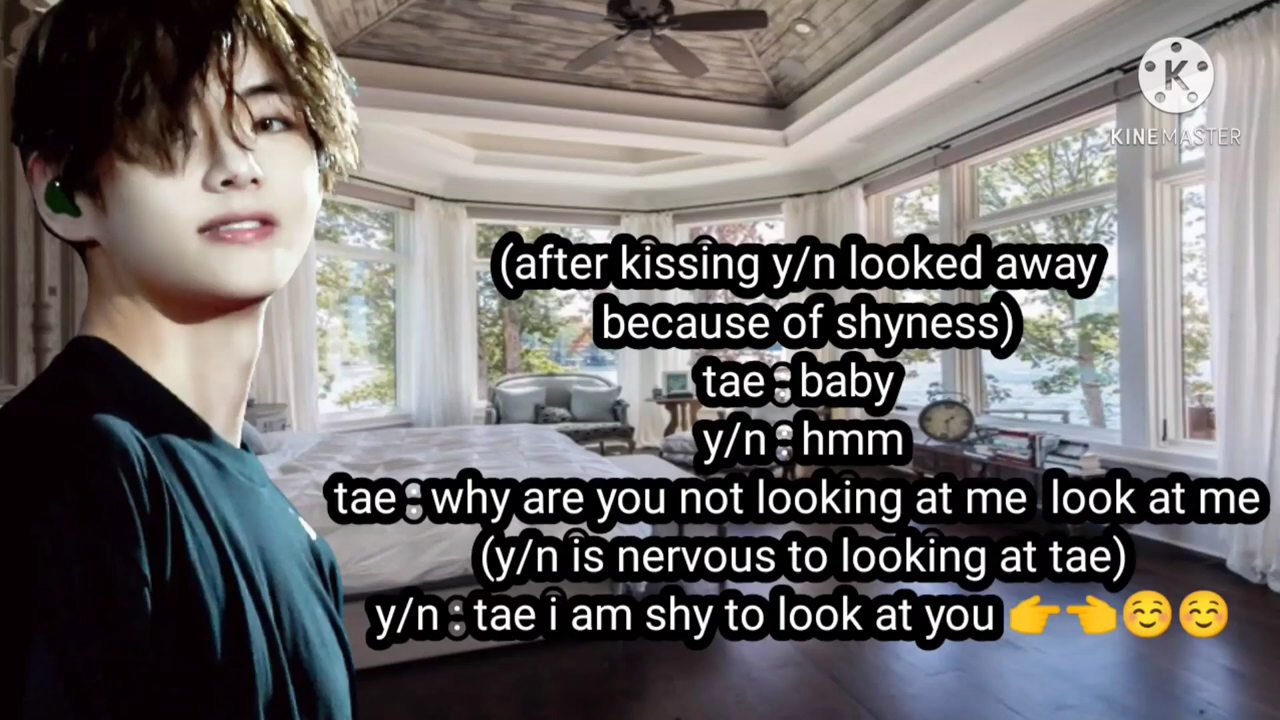 KINEMASTER
(after kissing y/n looked away
because of shyness)
tae : baby
y/n : hmm
tae : why are you not looking at me  look at me
(y/n is nervous to looking at tae)
y/n : tae i am shy to look at you 👉👈☺️☺️